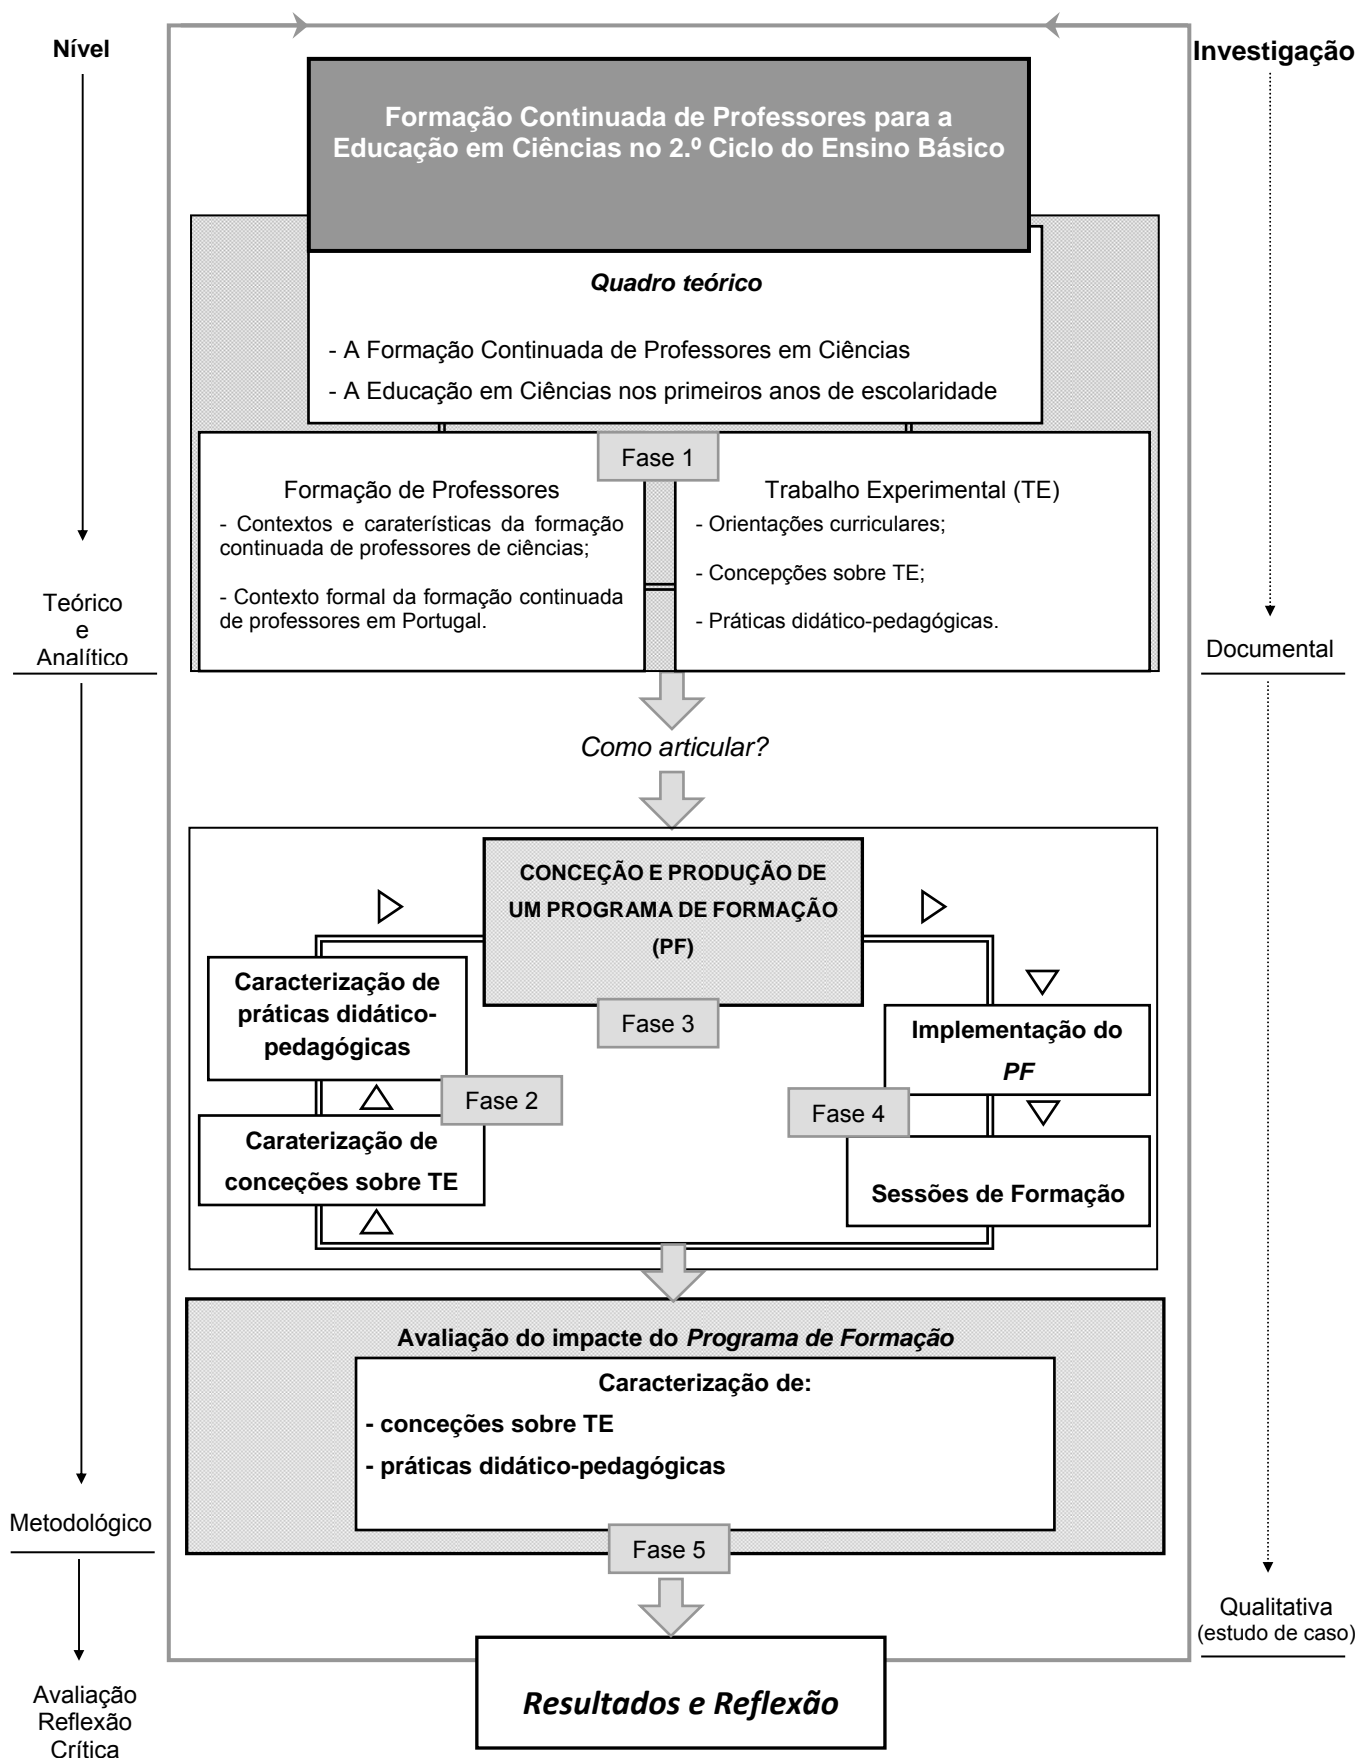 Nível
Investigação
Formação Continuada de Professores para a
Educação em Ciências no 2.º Ciclo do Ensino Básico
Quadro teórico
- A Formação Continuada de Professores em Ciências
- A Educação em Ciências nos primeiros anos de escolaridade
Fase 1
Formação de Professores
- Contextos e caraterísticas da formação
continuada de professores de ciências;
- Contexto formal da formação continuada
de professores em Portugal.
Trabalho Experimental (TE)
- Orientações curriculares;
- Concepções sobre TE;
- Práticas didático-pedagógicas.
Teórico
e
Analítico
Documental
Como articular?
CONCEÇÃO E PRODUÇÃO DE
UM PROGRAMA DE FORMAÇÃO
(PF)
Fase 3
Caracterização de
práticas didático-
pedagógicas
Fase 2
Caraterização de
conceções sobre TE
Implementação do
PF
Fase 4
Sessões de Formação
Avaliação do impacte do Programa de Formação
Caracterização de:
- conceções sobre TE
- práticas didático-pedagógicas
Fase 5
Metodológico
Qualitativa
(estudo de caso)
Resultados e Reflexão
Avaliação
Reflexão
Crítica